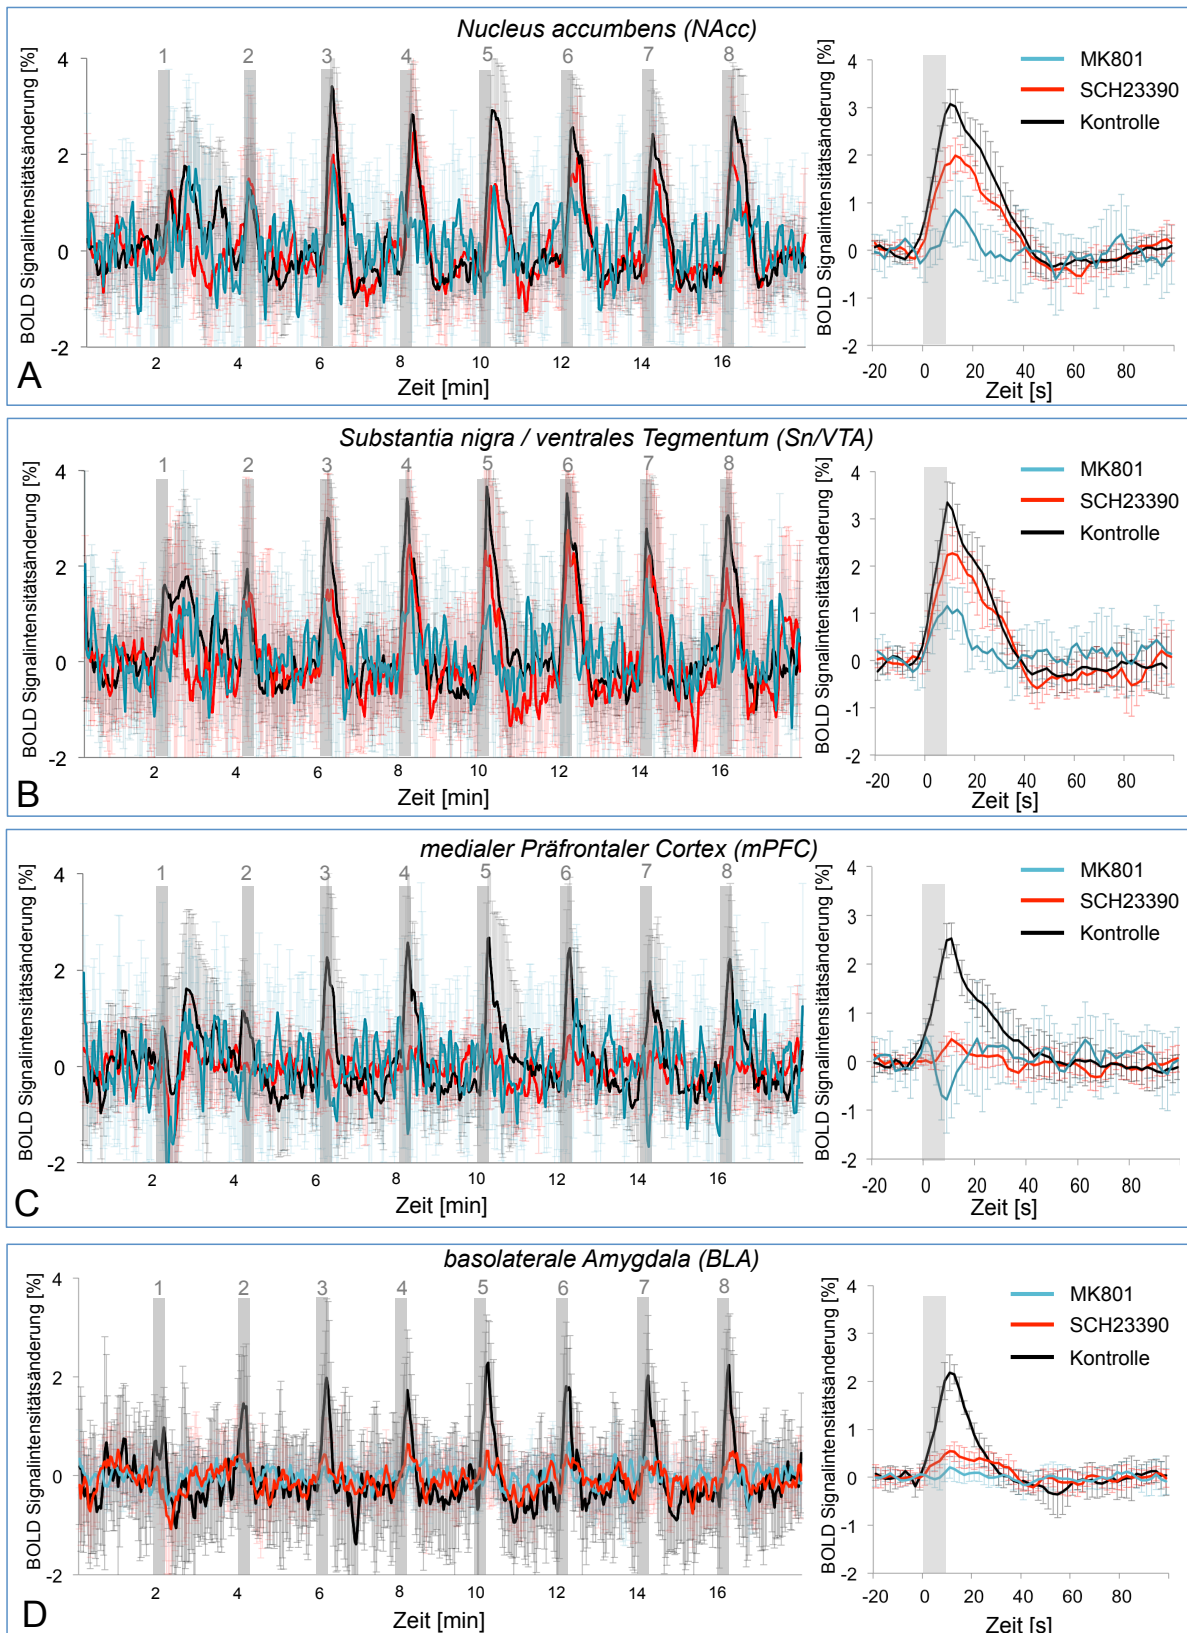 Nucleus accumbens (NAcc)
BOLD Signalintensitätsänderung [%]
4
2
0
-2
1 2 3 4 5 6 7 8
2 4 6 8 10 12 14 16
Zeit [min]
A
BOLD Signalintensitätsänderung [%]
4
3
2
1
0
-1
-2
-20 0 20 40 60 80
Zeit [s]
MK801
SCH23390
Kontrolle
Substantia nigra / ventrales Tegmentum (Sn/VTA)
BOLD Signalintensitätsänderung [%]
4
2
0
-2
1 2 3 4 5 6 7 8
2 4 6 8 10 12 14 16
Zeit [min]
B
BOLD Signalintensitätsänderung [%]
4
3
2
1
0
-1
-2
-20 0 20 40 60 80
Zeit [s]
MK801
SCH23390
Kontrolle
medialer Präfrontaler Cortex (mPFC)
BOLD Signalintensitätsänderung [%]
4
2
0
-2
1 2 3 4 5 6 7 8
2 4 6 8 10 12 14 16
Zeit [min]
C
BOLD Signalintensitätsänderung [%]
4
3
2
1
0
-1
-2
-20 0 20 40 60 80
Zeit [s]
MK801
SCH23390
Kontrolle
basolaterale Amygdala (BLA)
BOLD Signalintensitätsänderung [%]
4
2
0
-2
1 2 3 4 5 6 7 8
2 4 6 8 10 12 14 16
Zeit [min]
D
BOLD Signalintensitätsänderung [%]
4
3
2
1
0
-1
-2
-20 0 20 40 60 80
Zeit [s]
MK801
SCH23390
Kontrolle